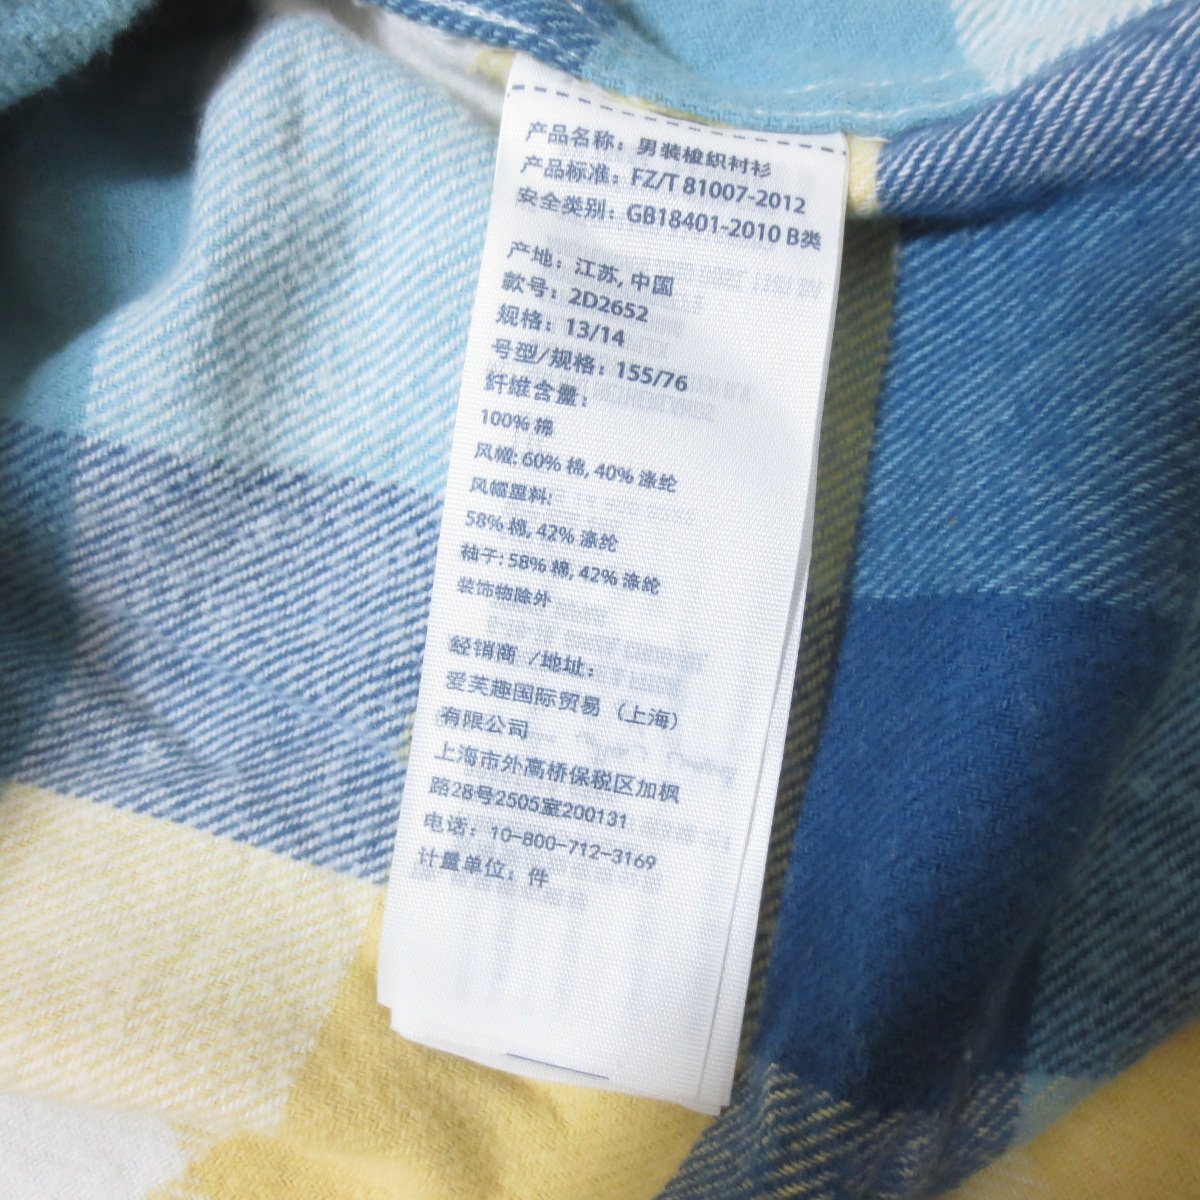 产品名称：男装梭织衬衫
产品标准：FZ/T 81007-2012
安全类别：GB18401-2010 B类
产地：江苏, 中国
款号：2D2652
规格：13/14
号型/规格：155/76
纤维含量：
100% 棉
风帽: 60% 棉, 40% 涤纶
风帽里料:
58% 棉, 42% 涤纶
袖子: 58% 棉, 42% 涤纶
装饰物除外
经销商 /地址：
爱芙趣国际贸易（上海）
有限公司
上海市外高桥保税区加枫
路28号2505室200131
电话：10-800-712-3169
计量单位：件